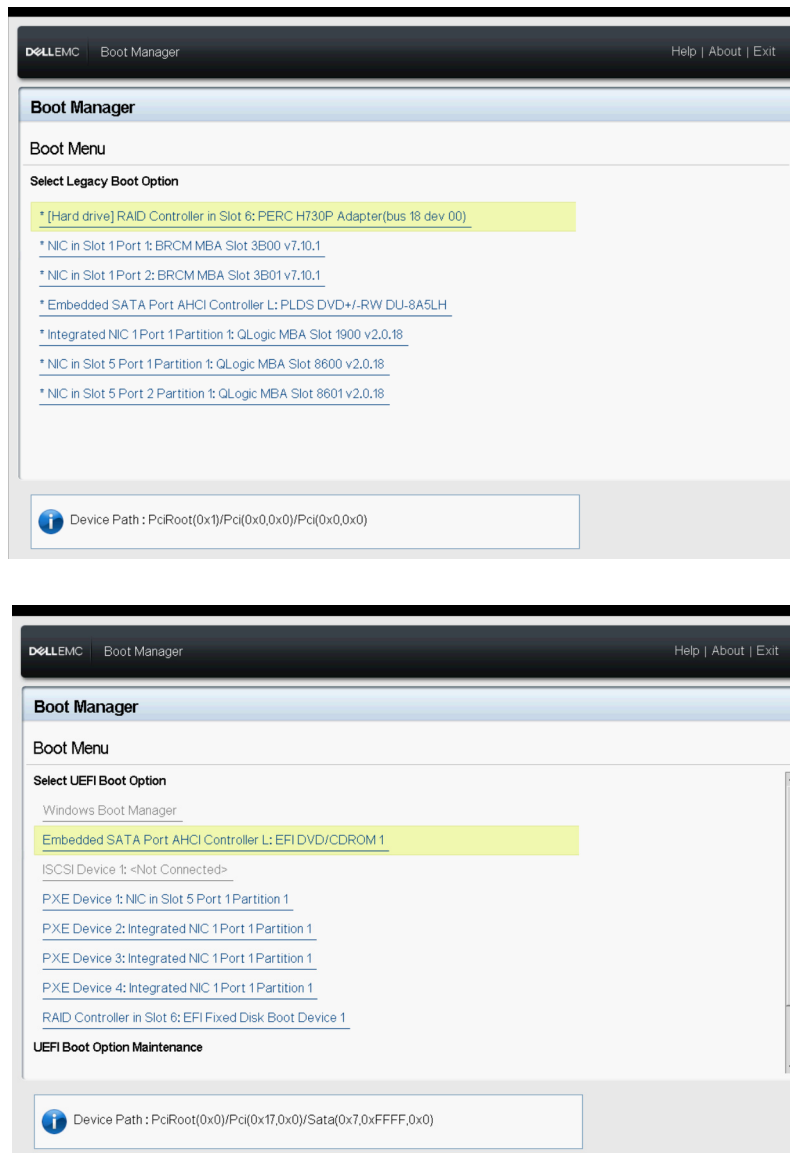 DELLEMC Boot Manager Help | About | Exit
Boot Manager
Boot Menu
Select Legacy Boot Option
* [Hard drive] RAID Controller in Slot 6: PERC H730P Adapter(bus 18 dev 00)
* NIC in Slot 1 Port 1: BRCM MBA Slot 3B00 v7.10.1
* NIC in Slot 1 Port 2: BRCM MBA Slot 3B01 v7.10.1
* Embedded SATA Port AHCI Controller L: PLDS DVD+/-RW DU-8A5LH
* Integrated NIC 1 Port 1 Partition 1: QLogic MBA Slot 1900 v2.0.18
* NIC in Slot 5 Port 1 Partition 1: QLogic MBA Slot 8600 v2.0.18
* NIC in Slot 5 Port 2 Partition 1: QLogic MBA Slot 8601 v2.0.18
Device Path : PciRoot(0x1)/Pci(0x0,0x0)/Pci(0x0,0x0)
DELLEMC Boot Manager Help | About | Exit
Boot Manager
Boot Menu
Select UEFI Boot Option
Windows Boot Manager
Embedded SATA Port AHCI Controller L: EFI DVD/CDROM 1
ISCSI Device 1: <Not Connected>
PXE Device 1: NIC in Slot 5 Port 1 Partition 1
PXE Device 2: Integrated NIC 1 Port 1 Partition 1
PXE Device 3: Integrated NIC 1 Port 1 Partition 1
PXE Device 4: Integrated NIC 1 Port 1 Partition 1
RAID Controller in Slot 6: EFI Fixed Disk Boot Device 1
UEFI Boot Option Maintenance
Device Path : PciRoot(0x0)/Pci(0x17,0x0)/Sata(0x7,0xFFFF,0x0)